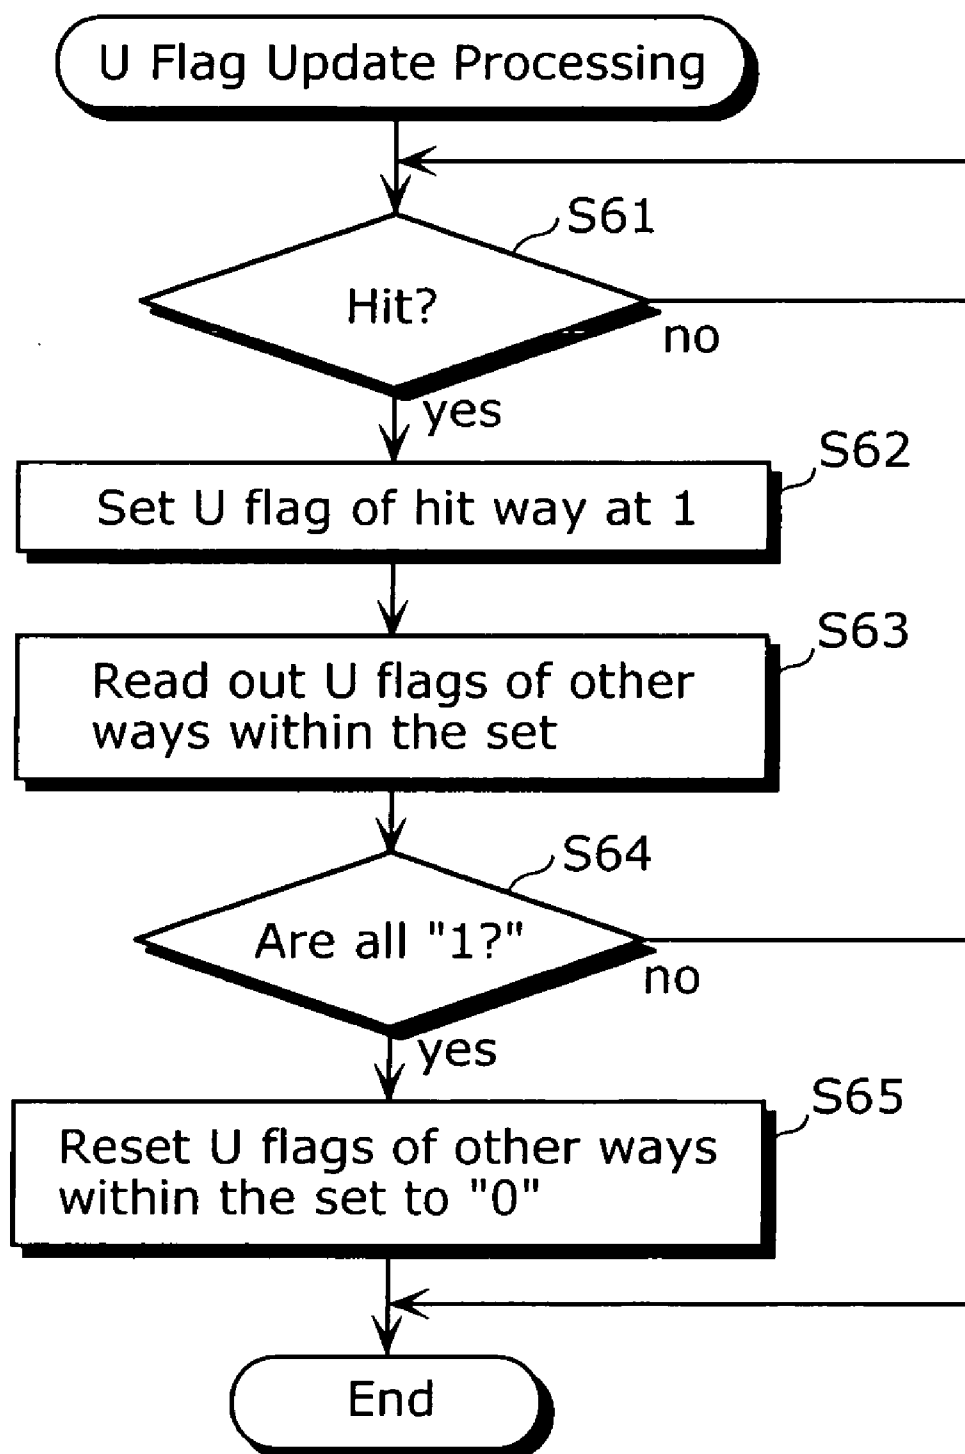 U Flag Update Processing
S61
Hit?
no
yes
S62
Set U flag of hit way at 1
S63
Read out U flags of other
ways within the set
S64
Are all "1?"
no
yes
S65
Reset U flags of other ways
within the set to "0"
End